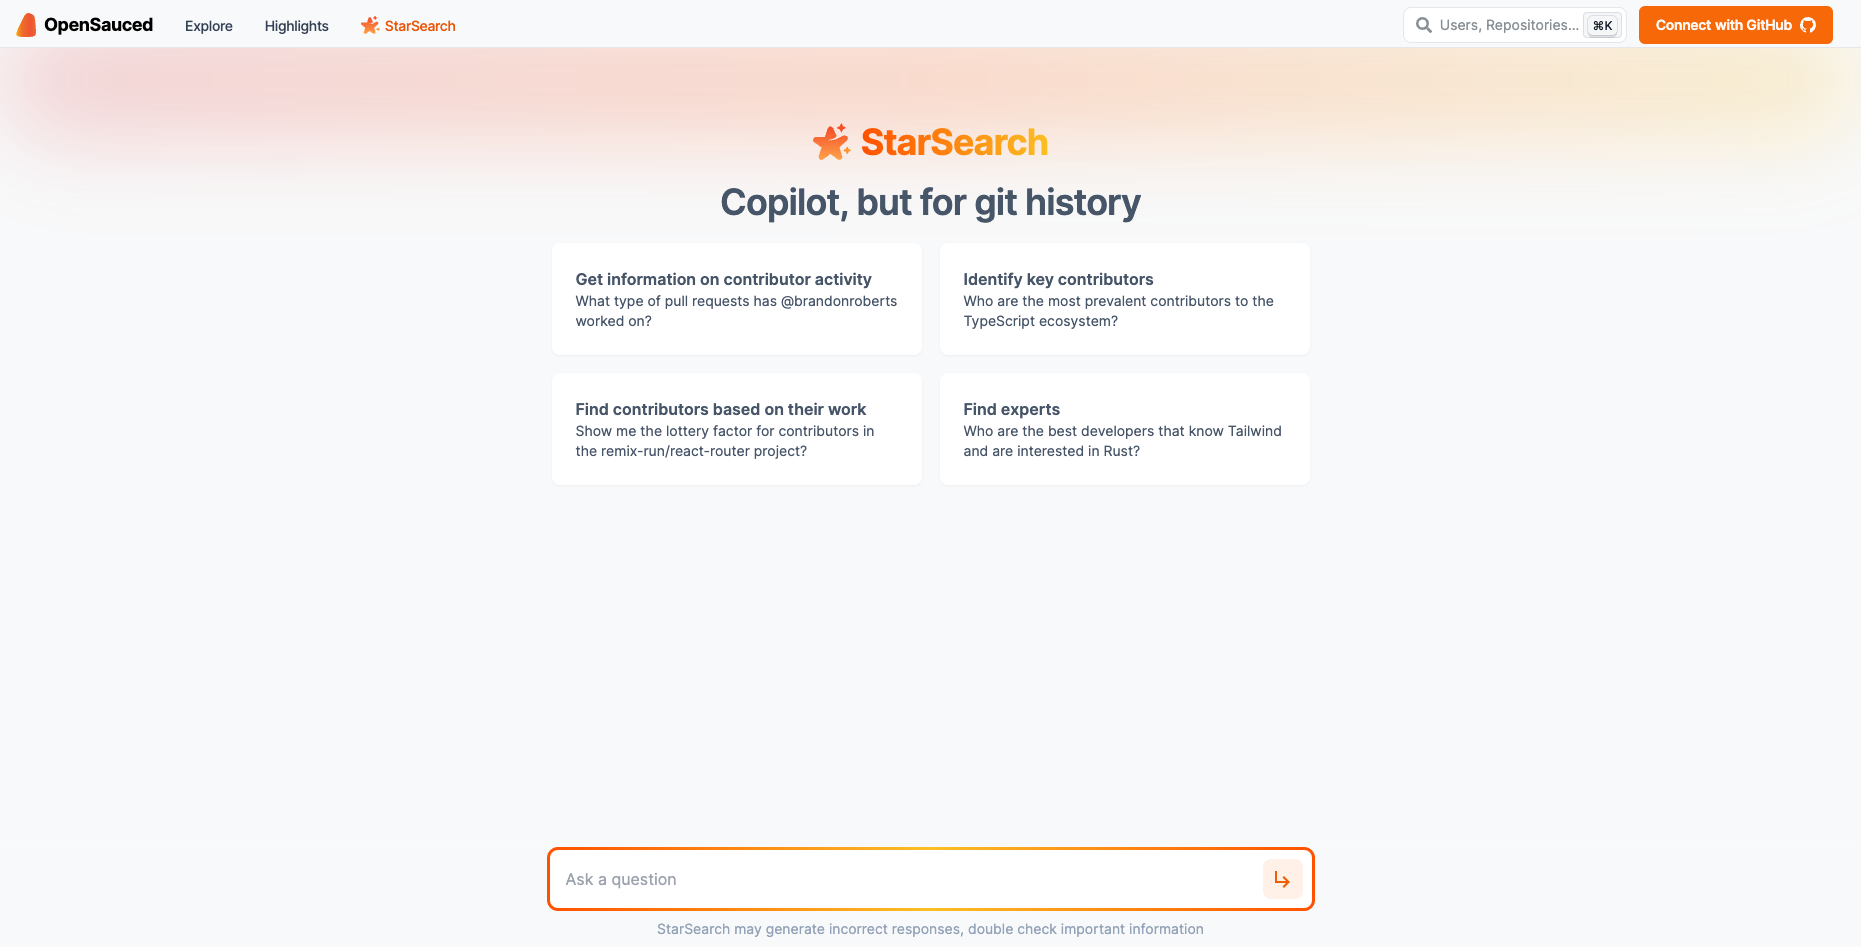 OpenSauced
Explore
Highlights
StarSearch
Users, Repositories...
⌘K
Connect with GitHub
StarSearch
Copilot, but for git history
Get information on contributor activity
What type of pull requests has @brandonroberts
worked on?
Identify key contributors
Who are the most prevalent contributors to the
TypeScript ecosystem?
Find contributors based on their work
Show me the lottery factor for contributors in
the remix-run/react-router project?
Find experts
Who are the best developers that know Tailwind
and are interested in Rust?
Ask a question
StarSearch may generate incorrect responses, double check important information